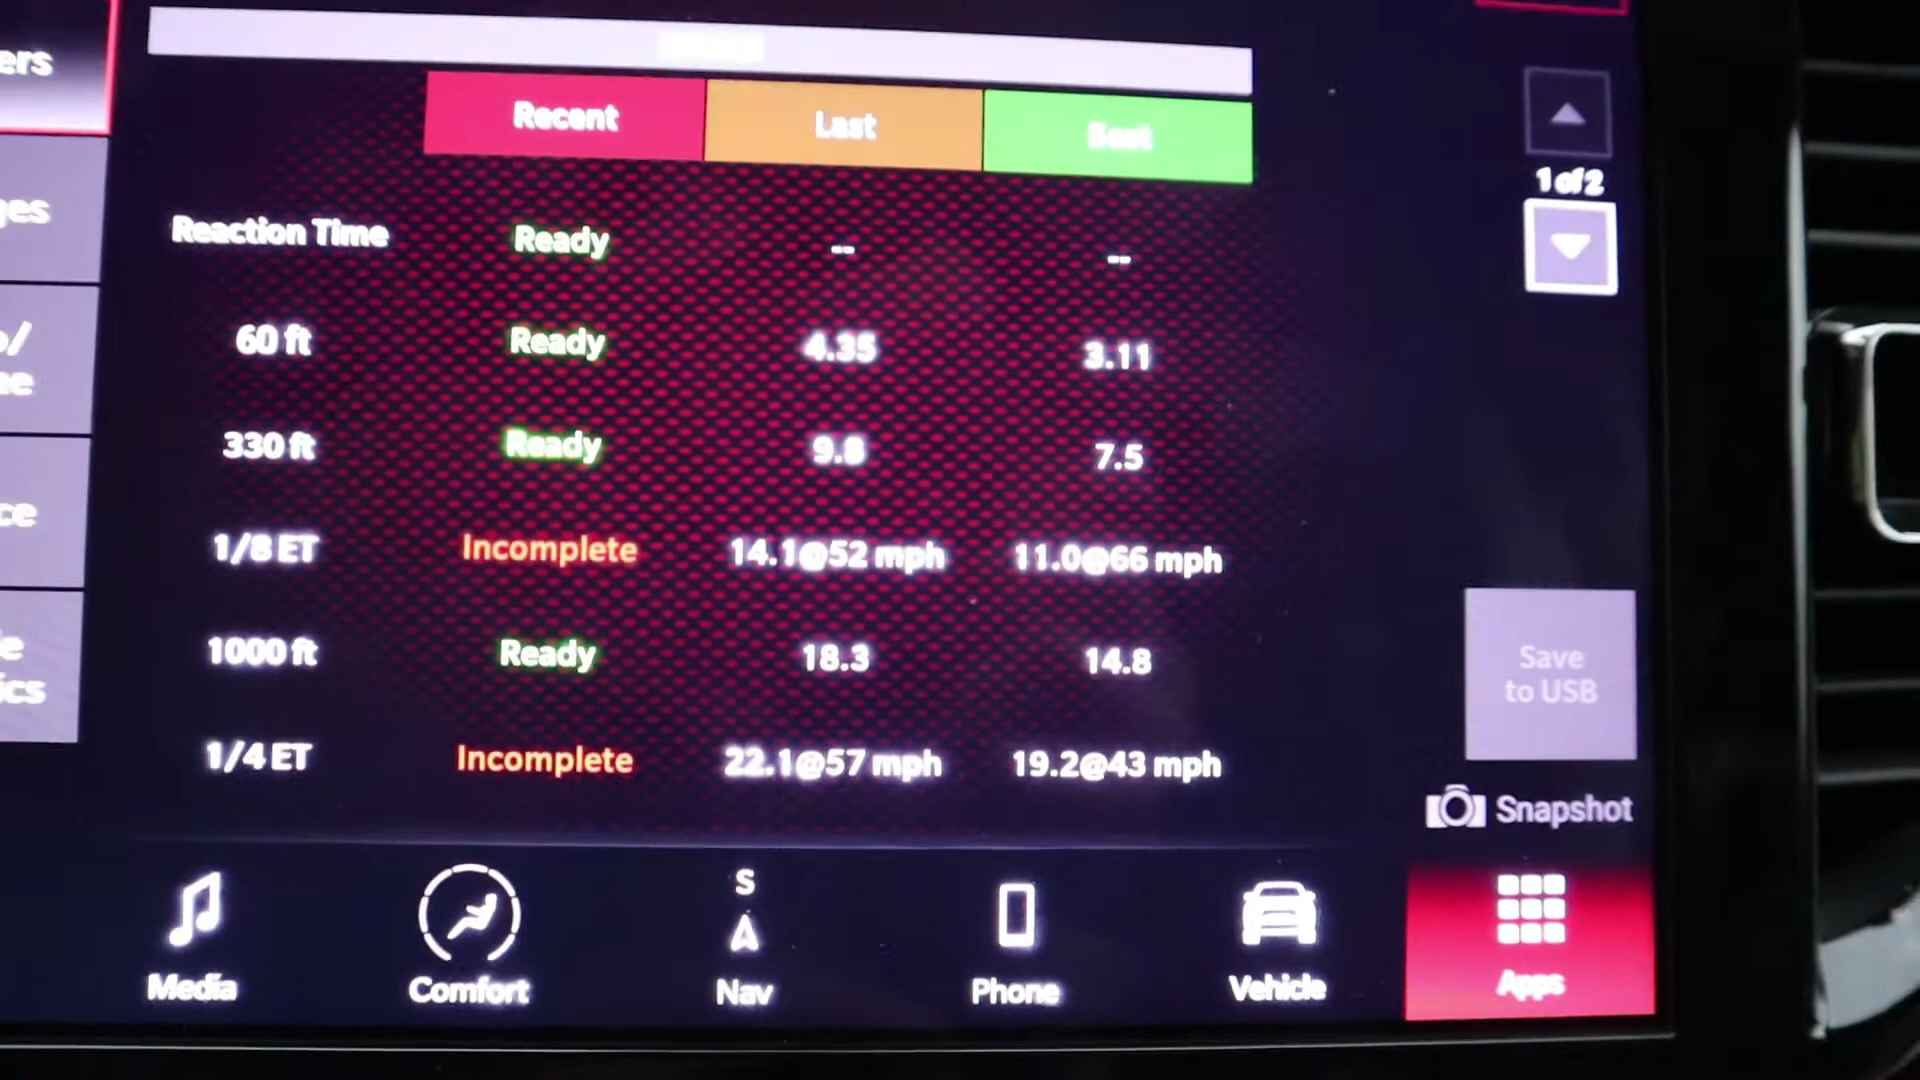 ers
Recent Last Best
1 of 2
ges
Reaction Time Ready -- --
60 ft Ready 4.35 3.11
330 ft Ready 9.8 7.5
ce
1/8 ET Incomplete 14.1@52 mph 11.0@66 mph
1000 ft Ready 18.3 14.8
Save
to USB
ics
1/4 ET Incomplete 22.1@57 mph 19.2@43 mph
Snapshot
S
Media Comfort Nav Phone Vehicle Apps